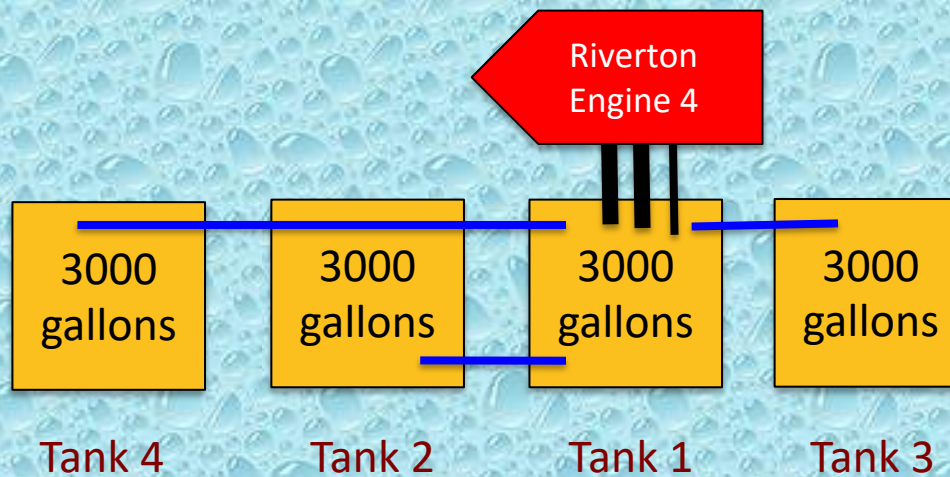 Riverton
Engine 4
3000
gallons
3000
gallons
3000
gallons
3000
gallons
Tank 4
Tank 2
Tank 1
Tank 3